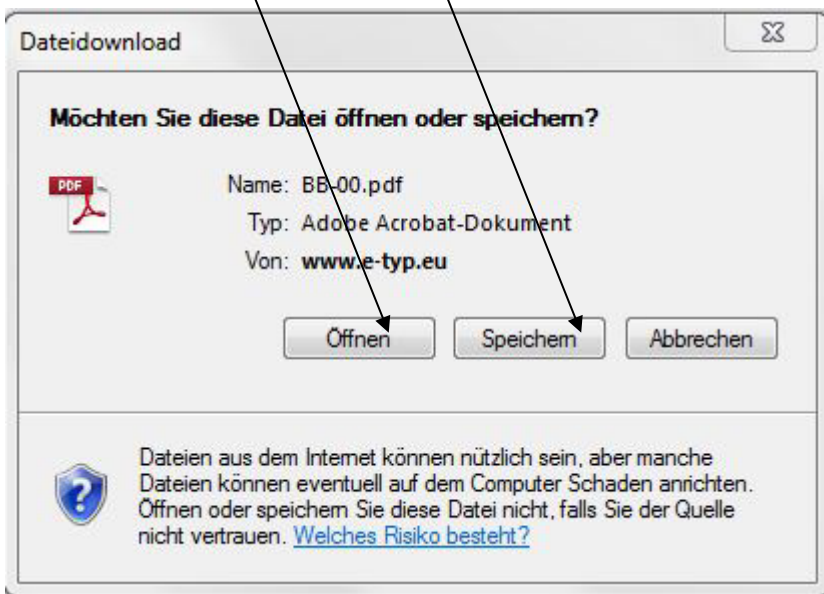 Dateidownload
Möchten Sie diese Datei öffnen oder speichern?
PDF
Name: BB-00.pdf
Typ: Adobe Acrobat-Dokument
Von: www.e-typ.eu
Öffnen Speichern Abbrechen
Dateien aus dem Internet können nützlich sein, aber manche
Dateien können eventuell auf dem Computer Schaden anrichten.
Öffnen oder speichern Sie diese Datei nicht, falls Sie der Quelle
nicht vertrauen. Welches Risiko besteht?